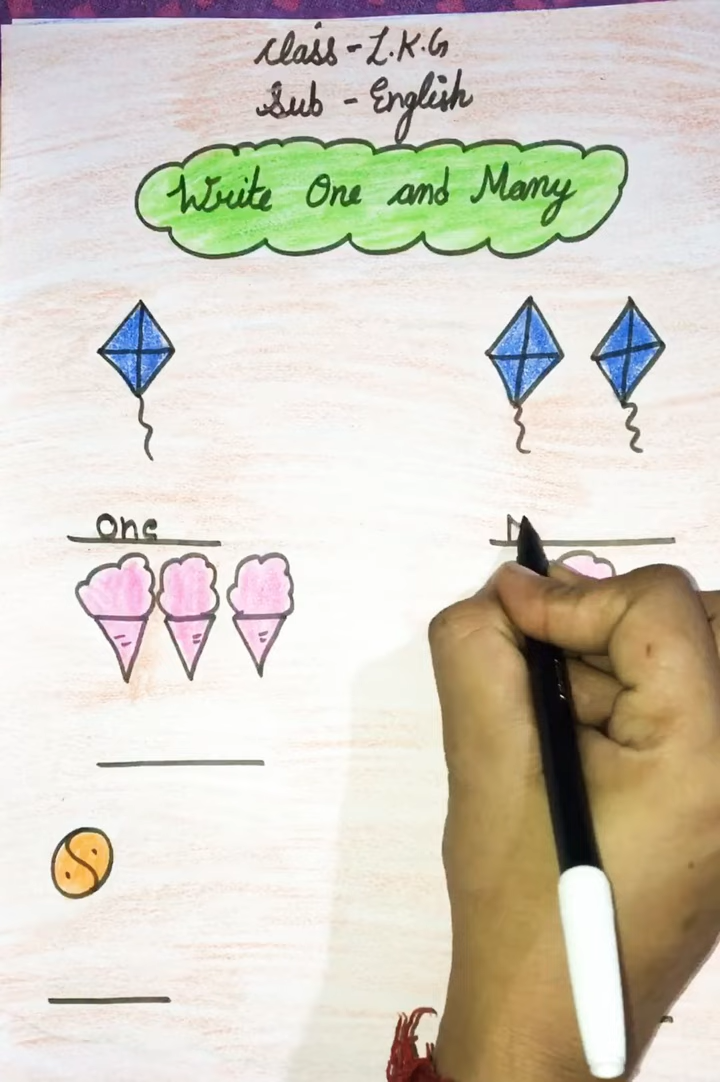 Class - L.K.G
Sub - English
Write One and Many
One